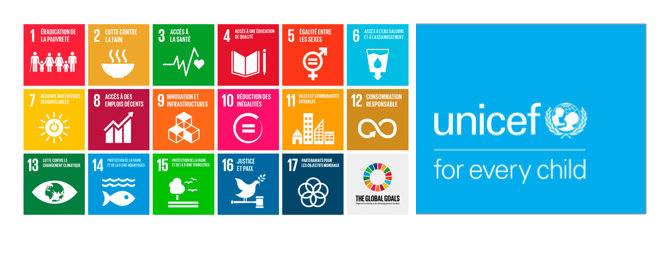 1 ÉRADICATION DE
LA PAUVRETÉ
2 LUTTE CONTRE
LA FAIM
3 ACCÈS À
LA SANTÉ
4 ACCÈS À UNE ÉDUCATION
DE QUALITÉ
5 ÉGALITÉ ENTRE
LES SEXES
6 ACCÈS À L'EAU SALUBRE
ET À L'ASSAINISSEMENT
7
8 ACCÈS À DES
EMPLOIS DÉCENTS
9 INNOVATION ET
INFRASTRUCTURES
10 RÉDUCTION DES
INÉGALITÉS
11 VILLES ET COMMUNAUTÉS
DURABLES
12 CONSOMMATION
RESPONSABLE
13 LUTTE CONTRE LE
CHANGEMENT CLIMATIQUE
14 PROTECTION DE LA FAUNE
ET DE LA FLORE AQUATIQUES
15 PROTECTION DE LA FAUNE
ET DE LA FLORE TERRESTRES
16 JUSTICE
ET PAIX
17 PARTENARIATS POUR
LES OBJECTIFS MONDIAUX
THE GLOBAL GOALS
unicef
for every child